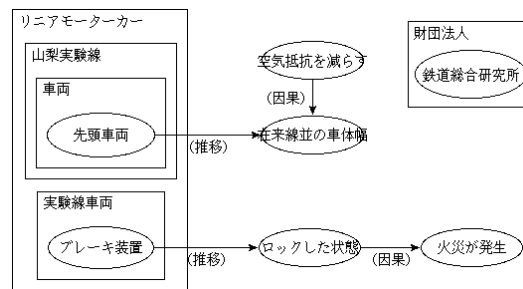 リニアモーターカー
山梨実験線
車両
先頭車両
(推移)
空気抵抗を減らす
(因果)
在来線並の車体幅
財団法人
鉄道総合研究所
実験線車両
ブレーキ装置
(推移)
ロックした状態
(因果)
火災が発生